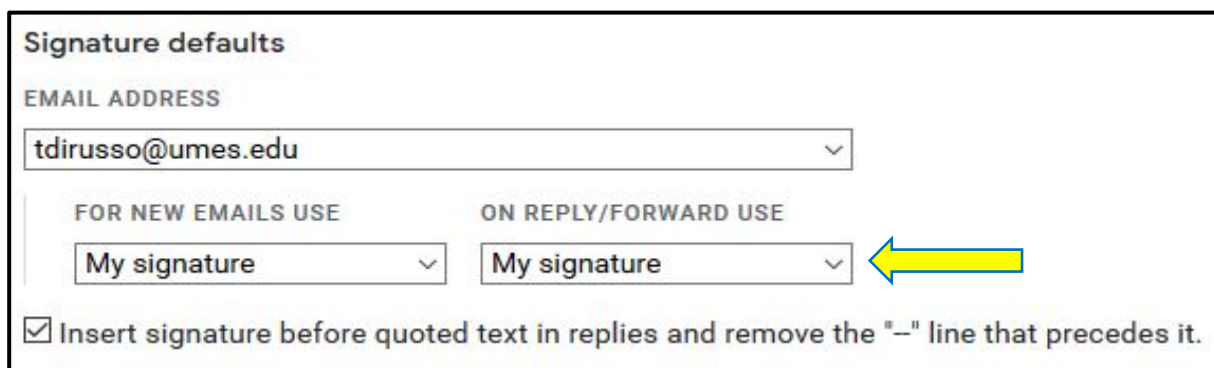 Signature defaults
EMAIL ADDRESS
tdirusso@umes.edu
FOR NEW EMAILS USE ON REPLY/FORWARD USE
My signature My signature
Insert signature before quoted text in replies and remove the "--" line that precedes it.